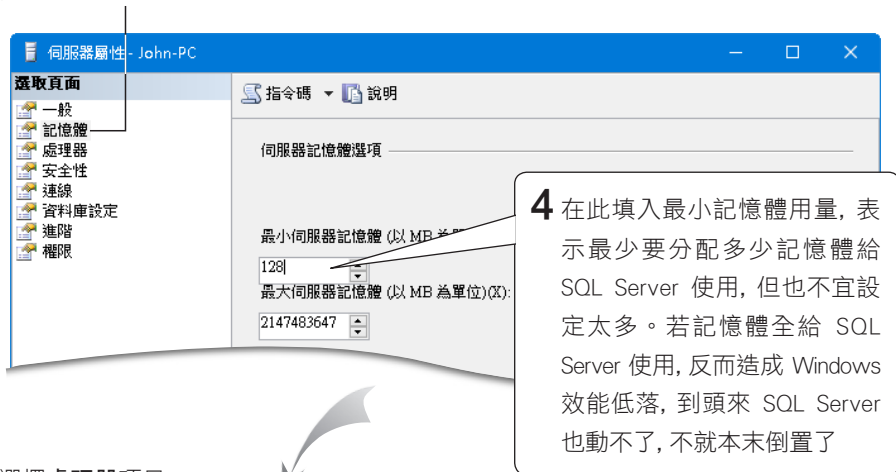 伺服器屬性 - John-PC
選取頁面
一般
記憶體
處理器
安全性
連線
資料庫設定
進階
權限
指令碼
說明
伺服器記憶體選項
最小伺服器記憶體 (以 MB
128
最大伺服器記憶體 (以 MB 為單位)(X):
2147483647
4 在此填入最小記憶體用量, 表
示最少要分配多少記憶體給
SQL Server 使用, 但也不宜設
定太多。若記憶體全給 SQL
Server 使用, 反而造成 Windows
效能低落, 到頭來 SQL Server
也動不了, 不就本末倒置了